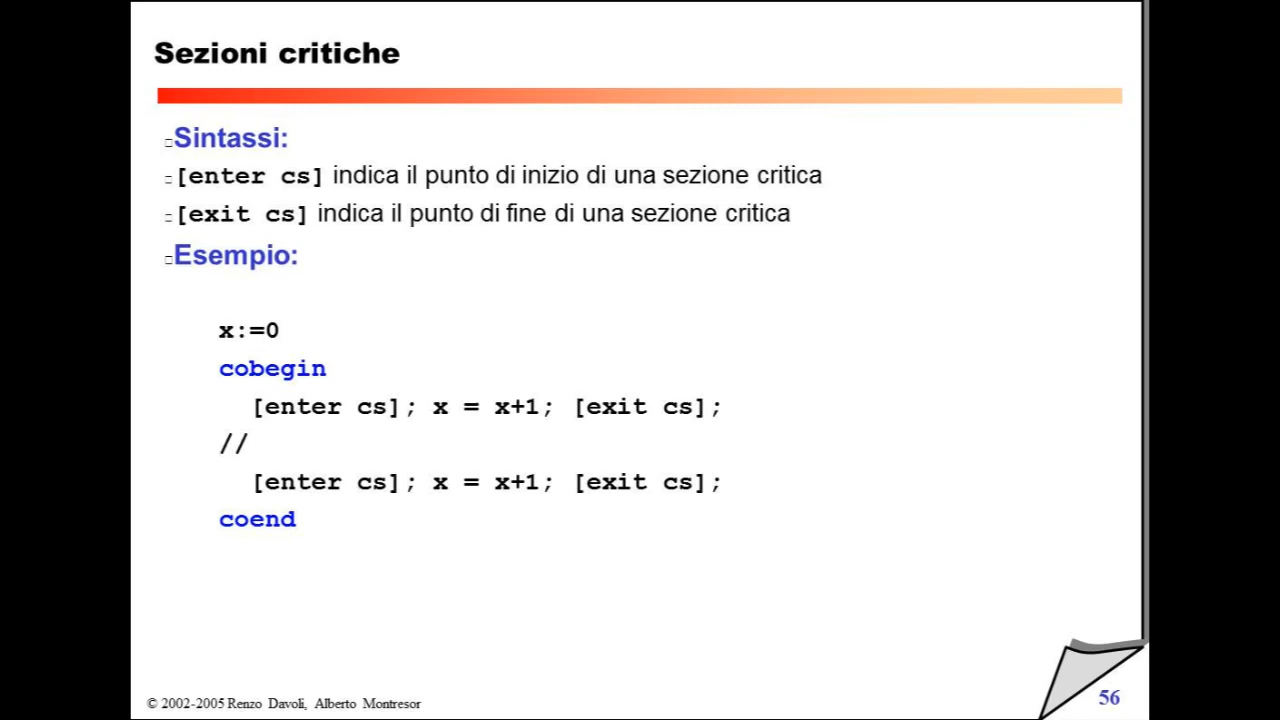 Sezioni critiche
Sintassi:
[enter cs] indica il punto di inizio di una sezione critica
[exit cs] indica il punto di fine di una sezione critica
Esempio:
x:=0
cobegin
[enter cs]; x = x+1; [exit cs];
//
[enter cs]; x = x+1; [exit cs];
coend
© 2002-2005 Renzo Davoli, Alberto Montresor
56